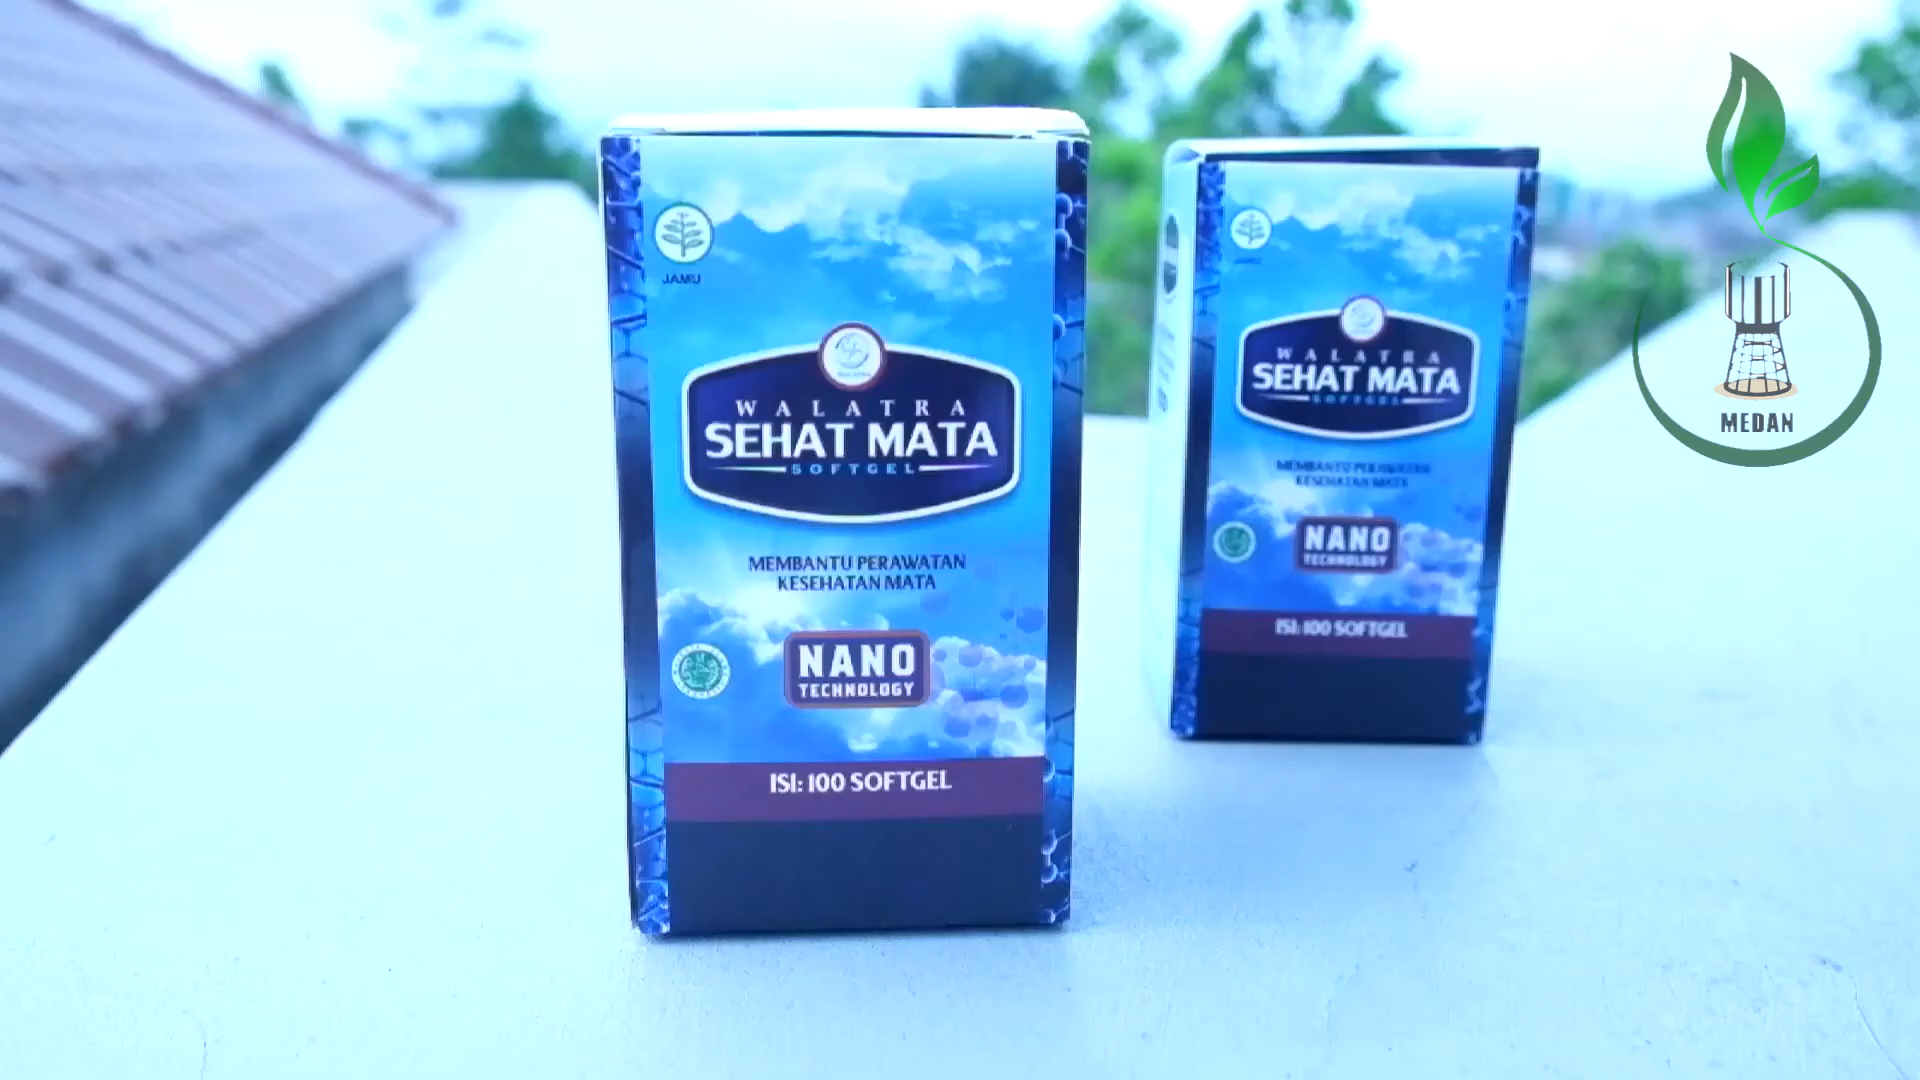 JAMU
WALATRA
SEHAT MATA
SOFTGEL
MEMBANTU PERAWATAN
KESEHATAN MATA
NANO
TECHNOLOGY
ISI: 100 SOFTGEL
WALATRA
SEHAT MATA
SOFTGEL
MEMBANTU PERAWATAN
KESEHATAN MATA
NANO
TECHNOLOGY
ISI: 100 SOFTGEL
MEDAN